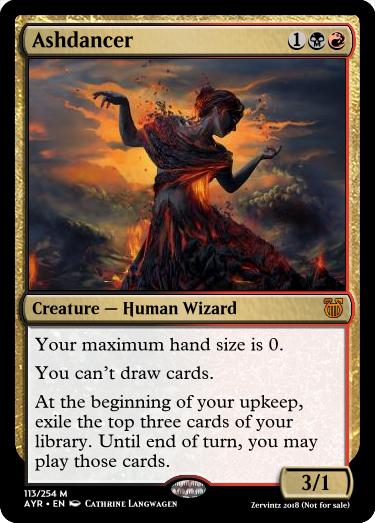 Ashdancer 1
Creature — Human Wizard
Your maximum hand size is 0.
You can't draw cards.
At the beginning of your upkeep,
exile the top three cards of your
library. Until end of turn, you may
play those cards.
3/1
113/254 M
AYR • EN CATHRINE LANGWAGEN
Zervintz 2018 (Not for sale)